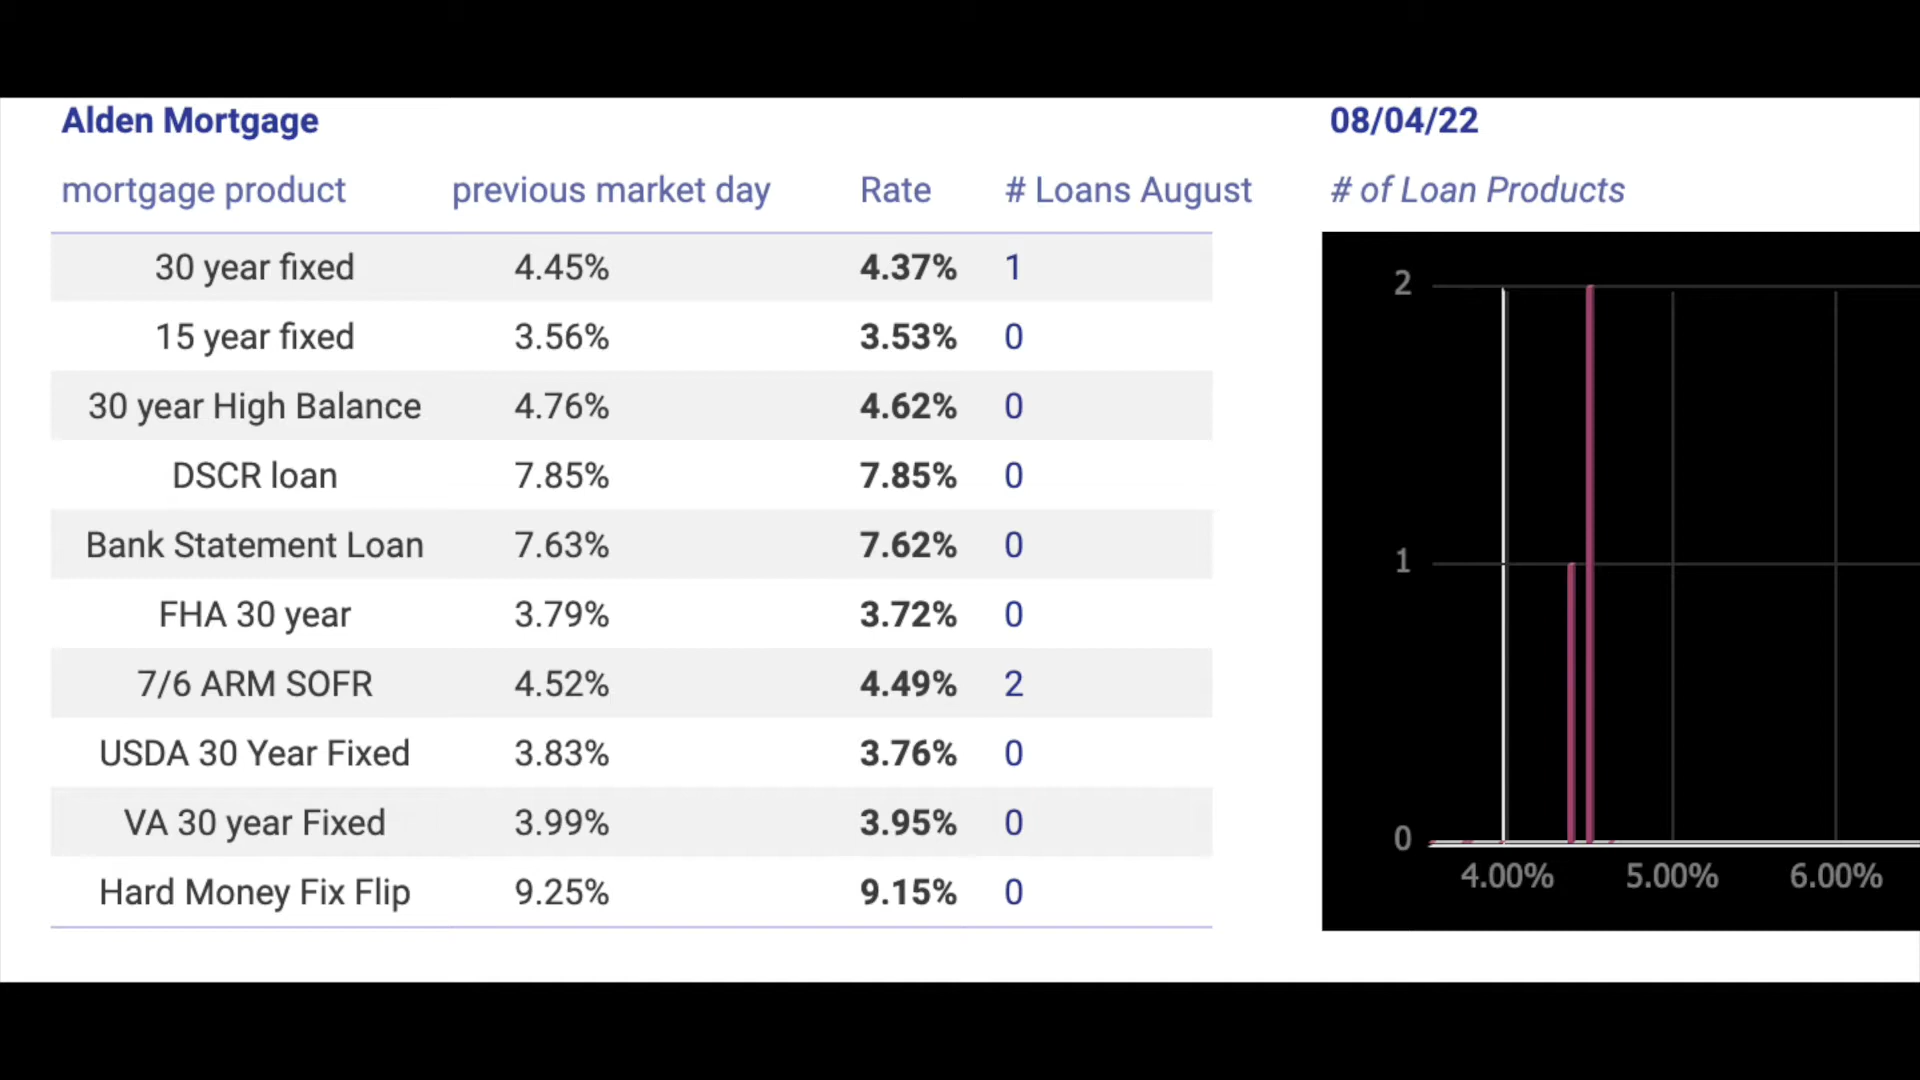 Alden Mortgage 08/04/22
mortgage product previous market day Rate # Loans August # of Loan Products
30 year fixed 4.45% 4.37% 1
15 year fixed 3.56% 3.53% 0
30 year High Balance 4.76% 4.62% 0
DSCR loan 7.85% 7.85% 0
Bank Statement Loan 7.63% 7.62% 0
FHA 30 year 3.79% 3.72% 0
7/6 ARM SOFR 4.52% 4.49% 2
USDA 30 Year Fixed 3.83% 3.76% 0
VA 30 year Fixed 3.99% 3.95% 0
Hard Money Fix Flip 9.25% 9.15% 0
2
1
0
4.00% 5.00% 6.00%